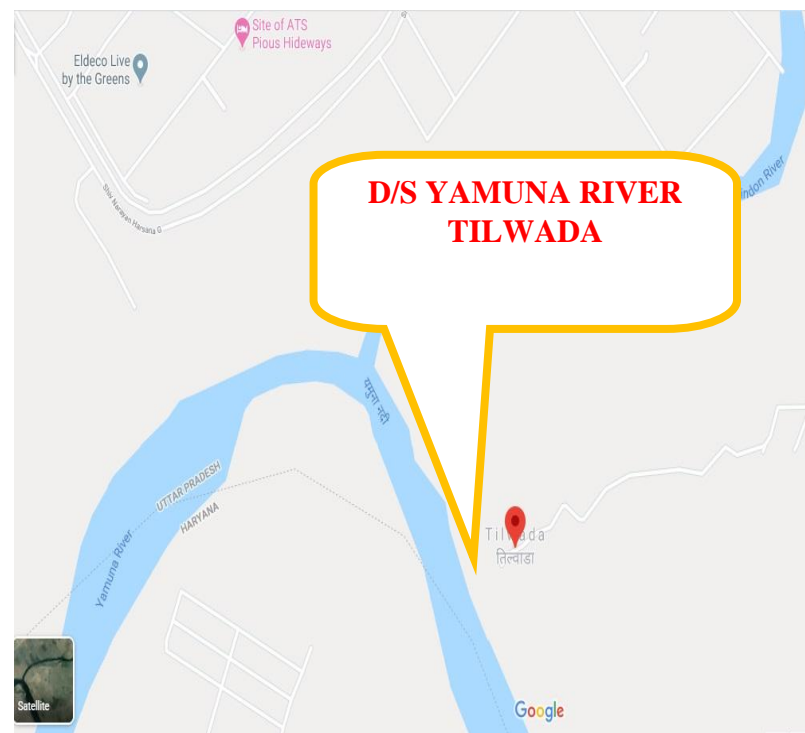 Site of ATS
Pious Hideways
Eldeco Live
by the Greens
Shiv Narayan Harsana G
indon River
D/S YAMUNA RIVER
TILWADA
यमुना नदी
UTTAR PRADESH
HARYANA
Yamuna River
Tilwada
तिल्वाडा
Satellite
Google